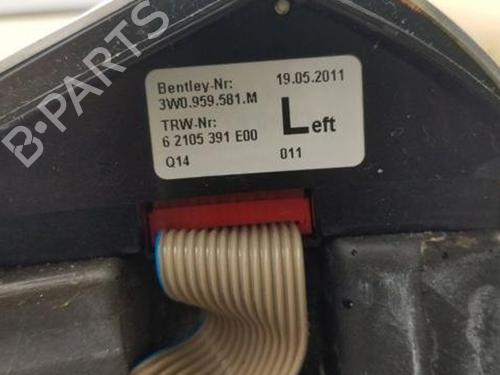 Bentley-Nr: 19.05.2011
3W0.959.581.M
TRW-Nr: Left
6 2105 391 E00
Q14 011
B-PARTS